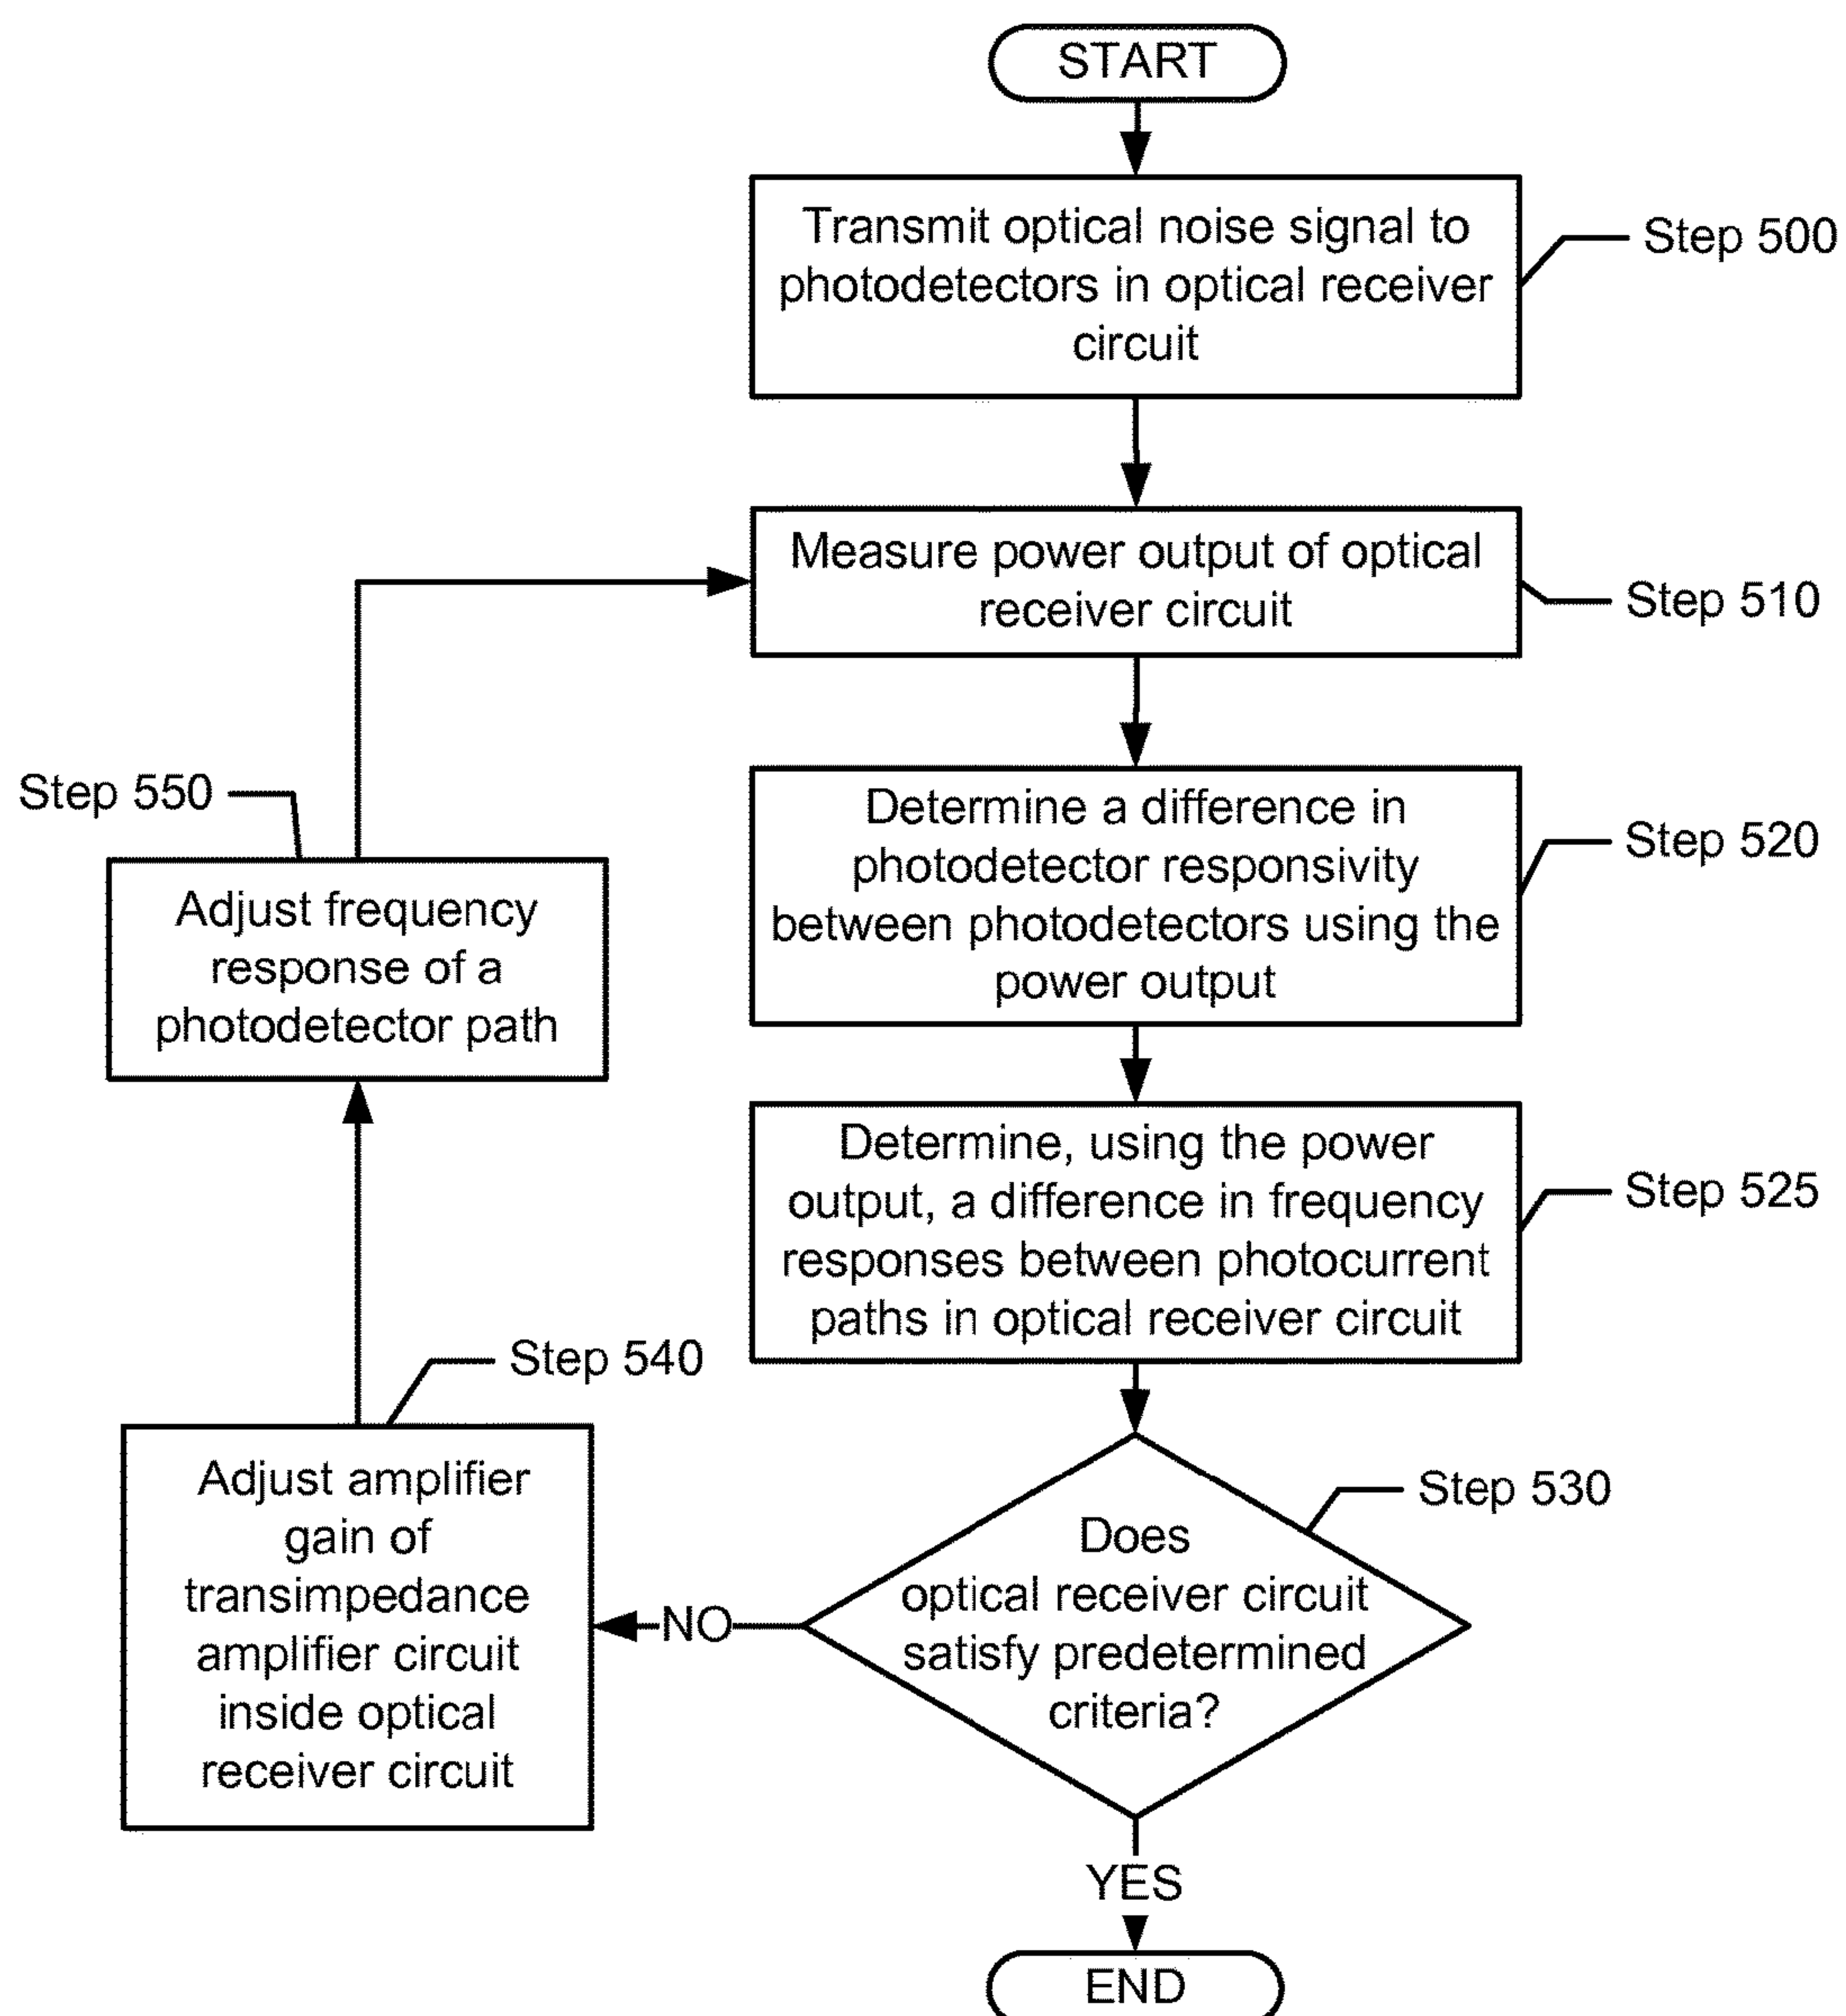 START
Transmit optical noise signal to
photodetectors in optical receiver
circuit
Step 500
Measure power output of optical
receiver circuit
Step 510
Determine a difference in
photodetector responsivity
between photodetectors using the
power output
Step 520
Step 550
Adjust frequency
response of a
photodetector path
Determine, using the power
output, a difference in frequency
responses between photocurrent
paths in optical receiver circuit
Step 525
Step 540
Adjust amplifier
gain of
transimpedance
amplifier circuit
inside optical
receiver circuit
Step 530
Does
optical receiver circuit
satisfy predetermined
criteria?
NO
YES
END